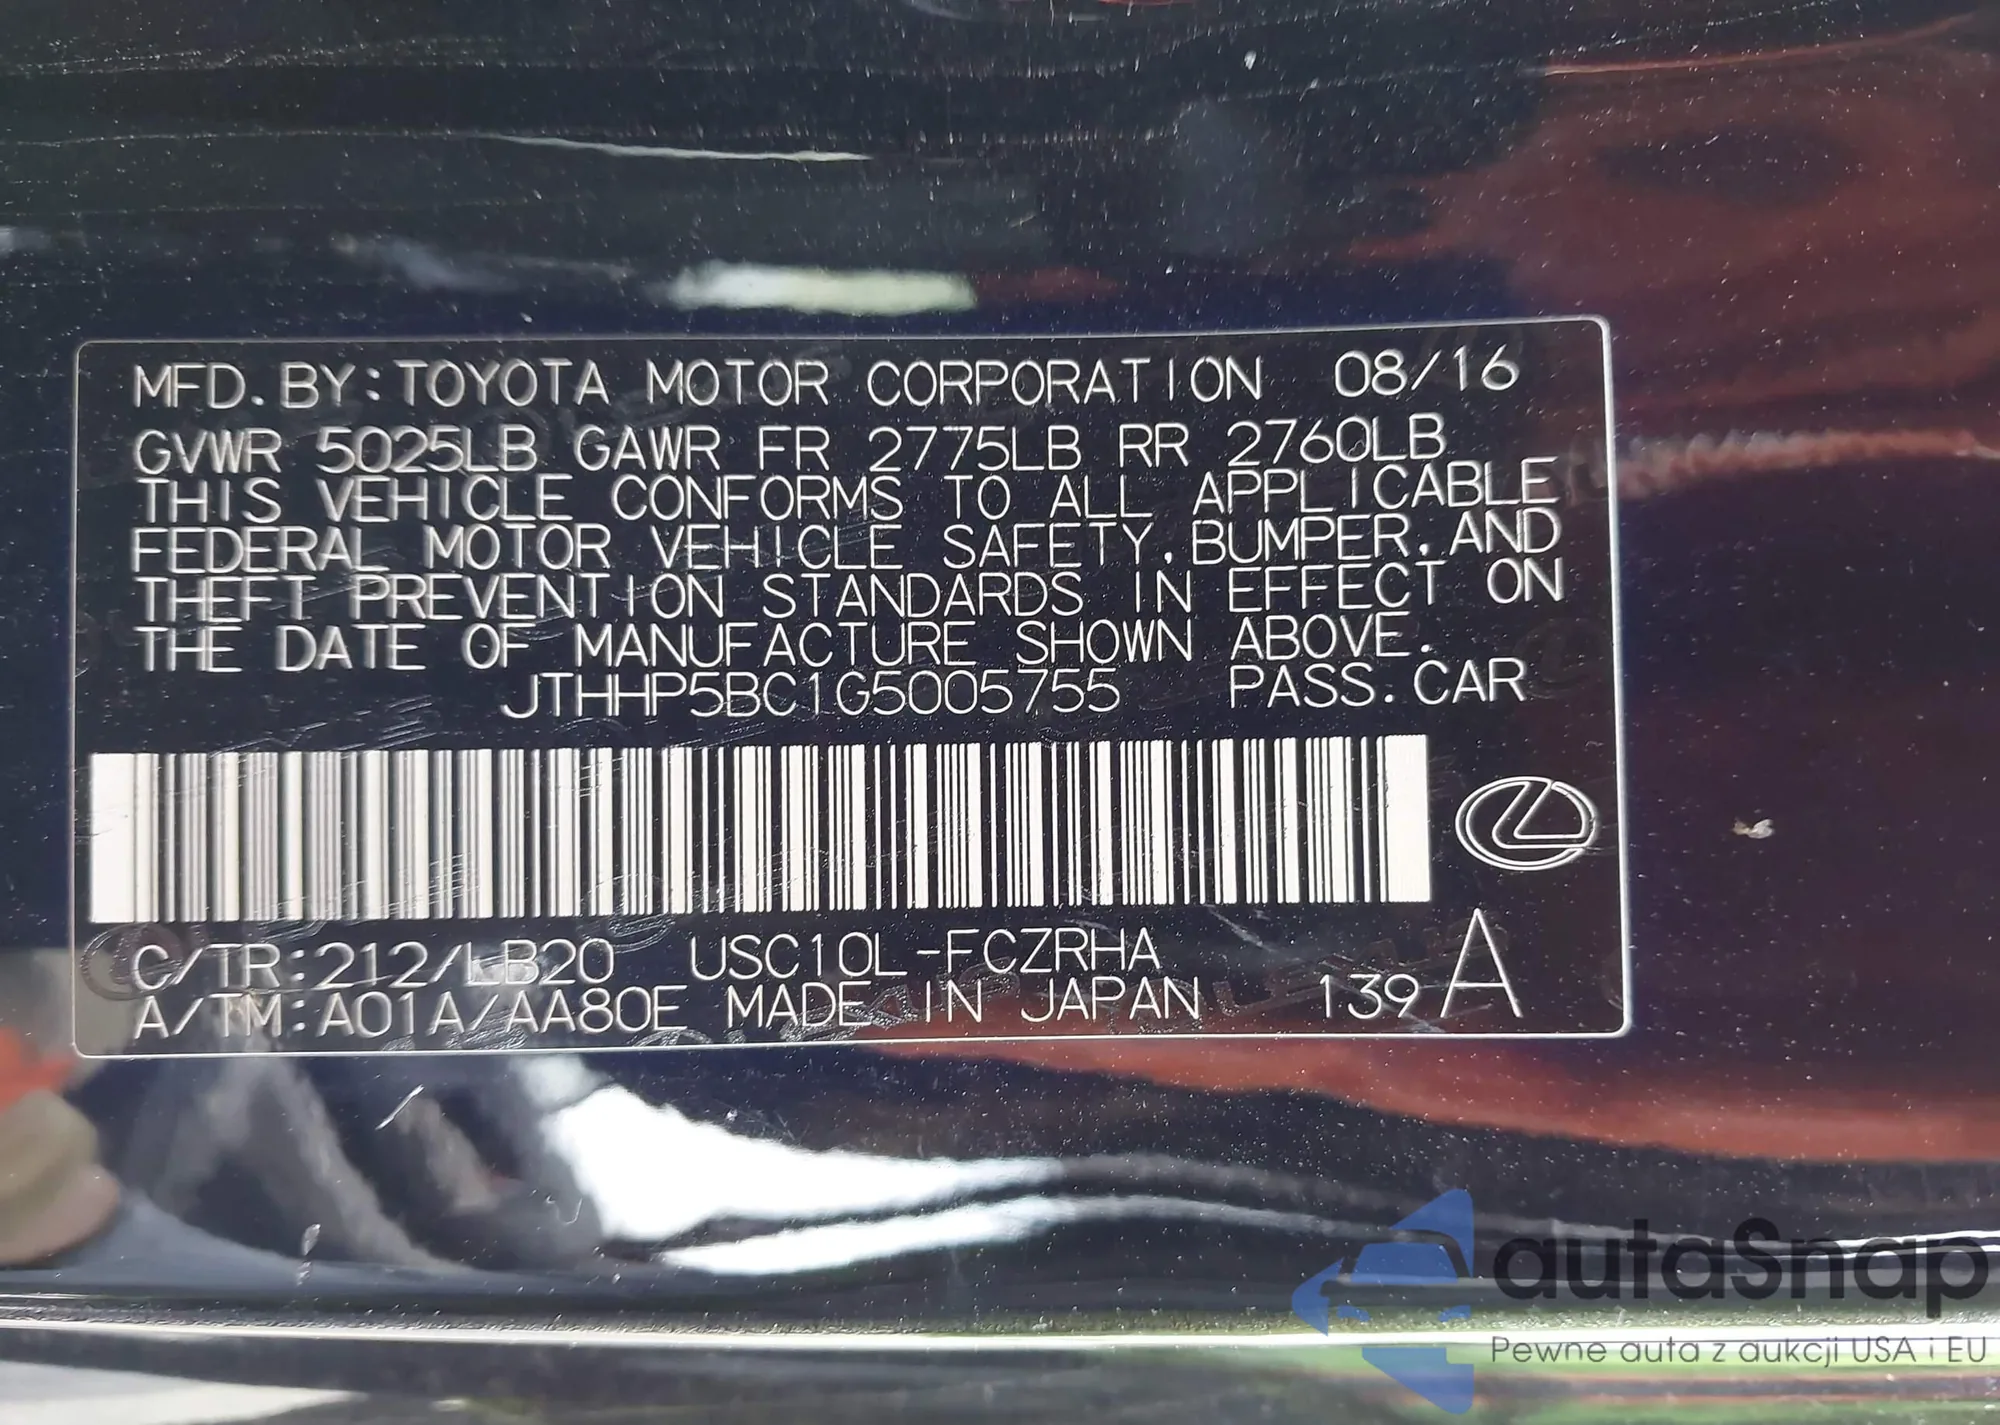 MFD. BY: TOYOTA MOTOR CORPORATION 08/16
GVWR 5025LB GAWR FR 2775LB RR 2760LB
THIS VEHICLE CONFORMS TO ALL APPLICABLE
FEDERAL MOTOR VEHICLE SAFETY, BUMPER, AND
THEFT PREVENTION STANDARDS IN EFFECT ON
THE DATE OF MANUFACTURE SHOWN ABOVE.
JTHHP5BC1G5005755 PASS. CAR
C/TR:212/LB20 USC10L-FCZRHA
A/TM:A01A/AA80E MADE IN JAPAN 139 A
autaSnap
Pewne auta z aukcji USA i EU